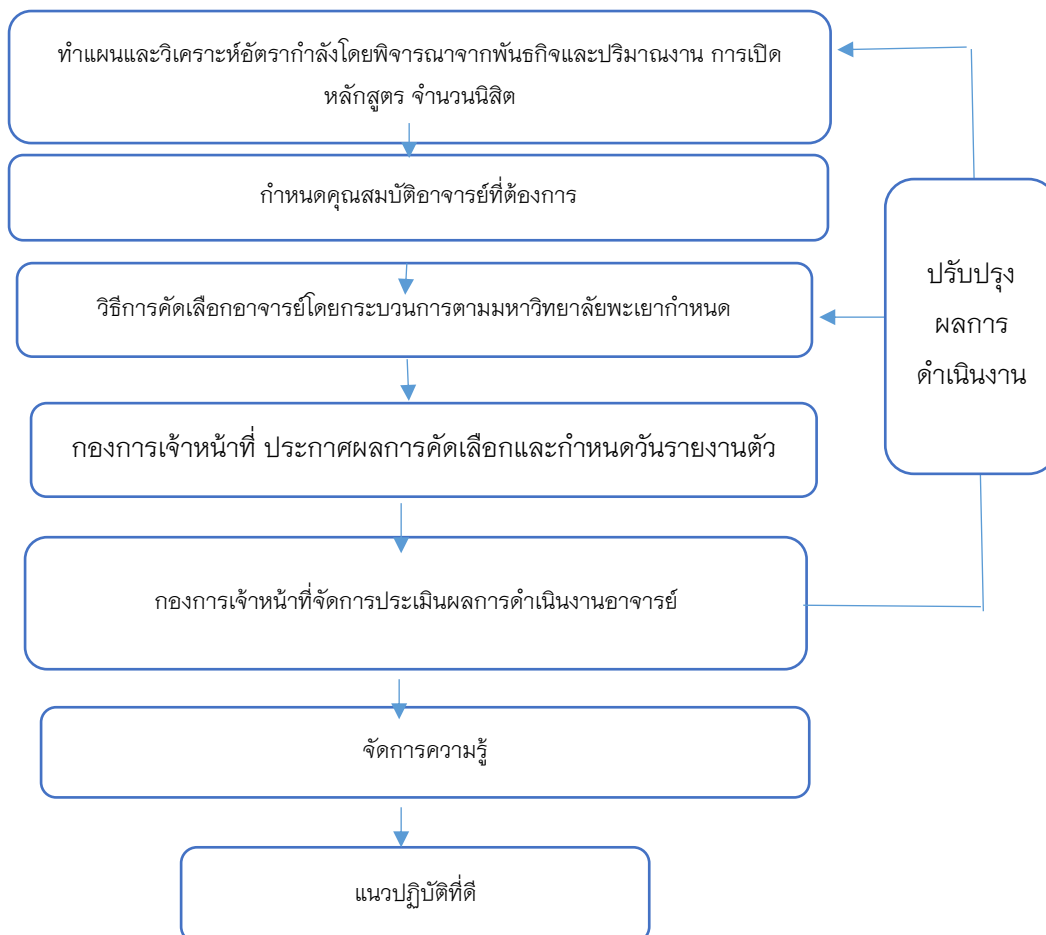 ทำแผนและวิเคราะห์อัตรากำลังโดยพิจารณาจากพันธกิจและปริมาณงาน การเปิด
หลักสูตร จำนวนนิสิต
กำหนดคุณสมบัติอาจารย์ที่ต้องการ
วิธีการคัดเลือกอาจารย์โดยกระบวนการตามมหาวิทยาลัยพะเยากำหนด
กองการเจ้าหน้าที่ ประกาศผลการคัดเลือกและกำหนดวันรายงานตัว
กองการเจ้าหน้าที่จัดการประเมินผลการดำเนินงานอาจารย์
จัดการความรู้
แนวปฏิบัติที่ดี
ปรับปรุง
ผลการ
ดำเนินงาน